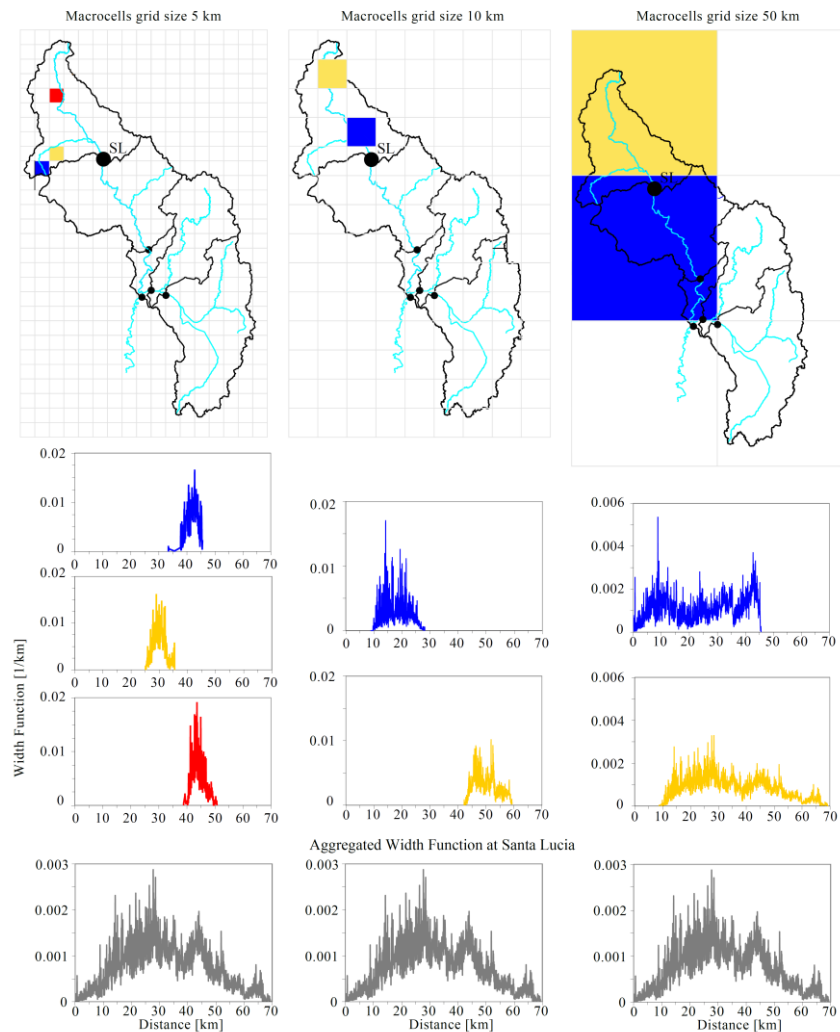 Macrocells grid size 5 km
Macrocells grid size 10 km
Macrocells grid size 50 km
SL
SL
SL
Width Function [1/km]
0.02
0.01
0
0 10 20 30 40 50 60 70
0.02
0.01
0
0 10 20 30 40 50 60 70
0.02
0.01
0
0 10 20 30 40 50 60 70
0.02
0.01
0
0 10 20 30 40 50 60 70
0.02
0.01
0
0 10 20 30 40 50 60 70
0.006
0.004
0.002
0
0 10 20 30 40 50 60 70
0.006
0.004
0.002
0
0 10 20 30 40 50 60 70
Aggregated Width Function at Santa Lucia
0.003
0.002
0.001
0
0 10 20 30 40 50 60 70
Distance [km]
0.003
0.002
0.001
0
0 10 20 30 40 50 60 70
Distance [km]
0.003
0.002
0.001
0
0 10 20 30 40 50 60 70
Distance [km]